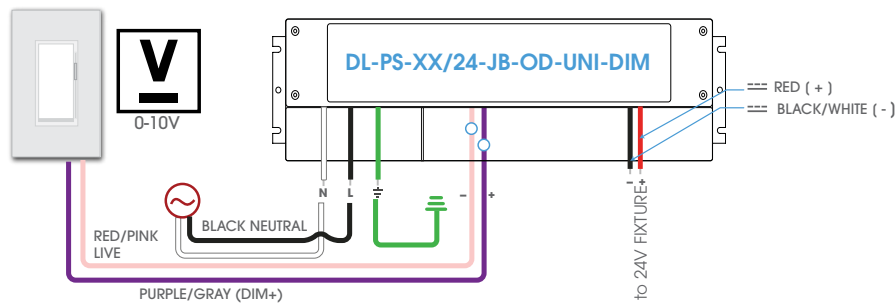 V
0-10V
DL-PS-XX/24-JB-OD-UNI-DIM
RED ( + )
BLACK/WHITE ( - )
N
L
–
+
–
+
to 24V FIXTURE
BLACK NEUTRAL
RED/PINK
LIVE
PURPLE/GRAY (DIM+)